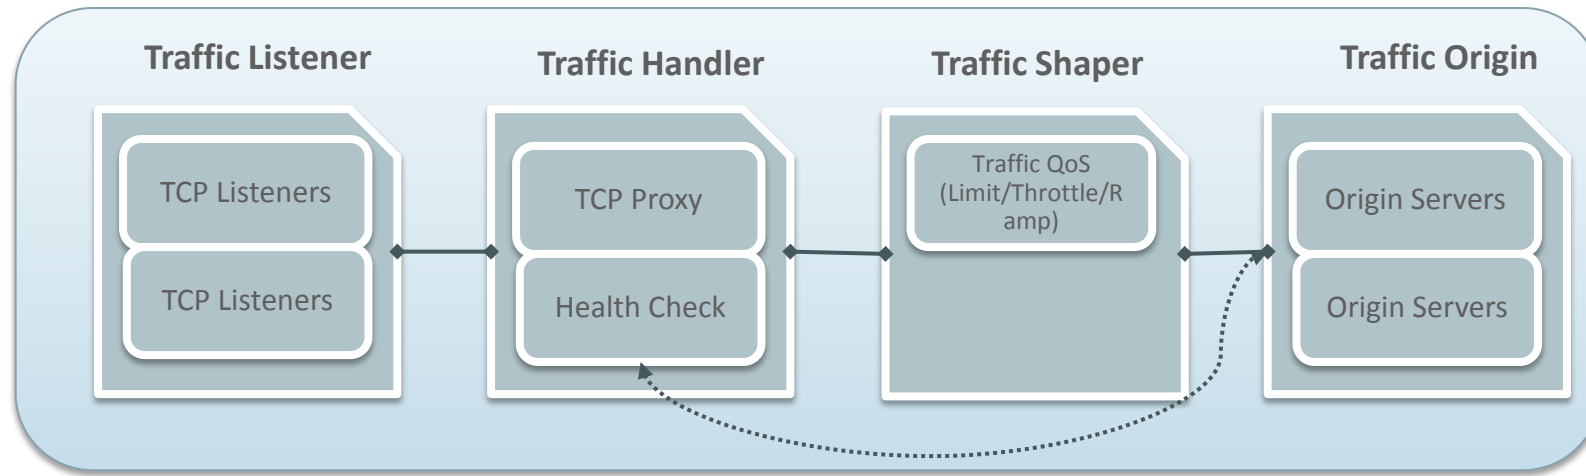 Traffic Listener
TCP Listeners
TCP Listeners
Traffic Handler
TCP Proxy
Health Check
Traffic Shaper
Traffic QoS
(Limit/Throttle/R
amp)
Traffic Origin
Origin Servers
Origin Servers